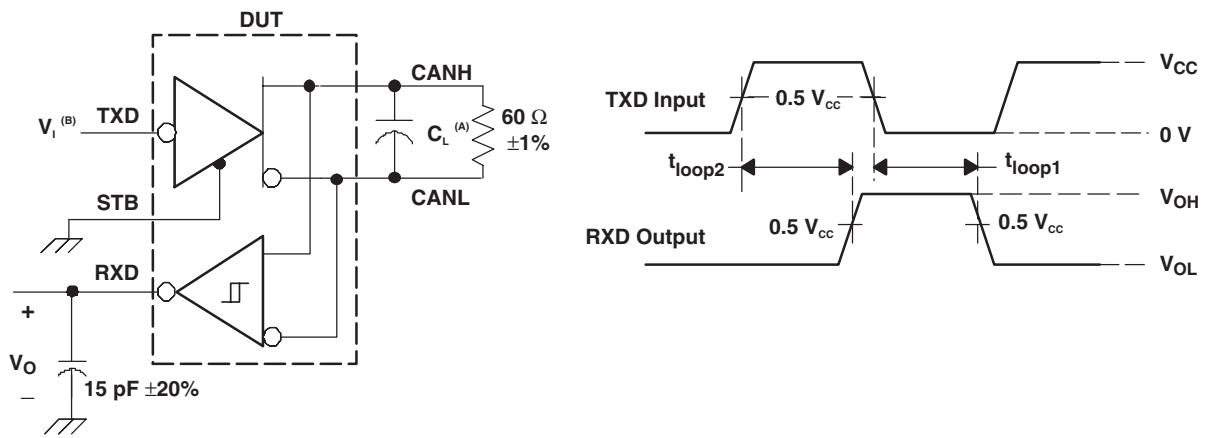 DUT
TXD
V_I (B)
STB
RXD
CANH
C_L (A)
60 Ω
±1%
CANL
+
V_O
–
15 pF ±20%
TXD Input
0.5 V_CC
V_CC
0 V
t_loop2
t_loop1
RXD Output
0.5 V_CC
0.5 V_CC
V_OH
V_OL